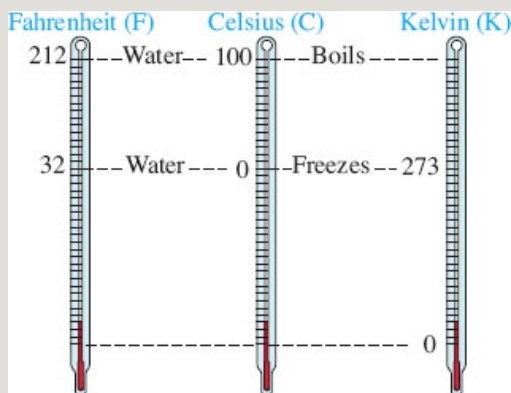 Fahrenheit (F) Celsius (C) Kelvin (K)
212 Water 100 Boils
32 Water 0 Freezes 273
0